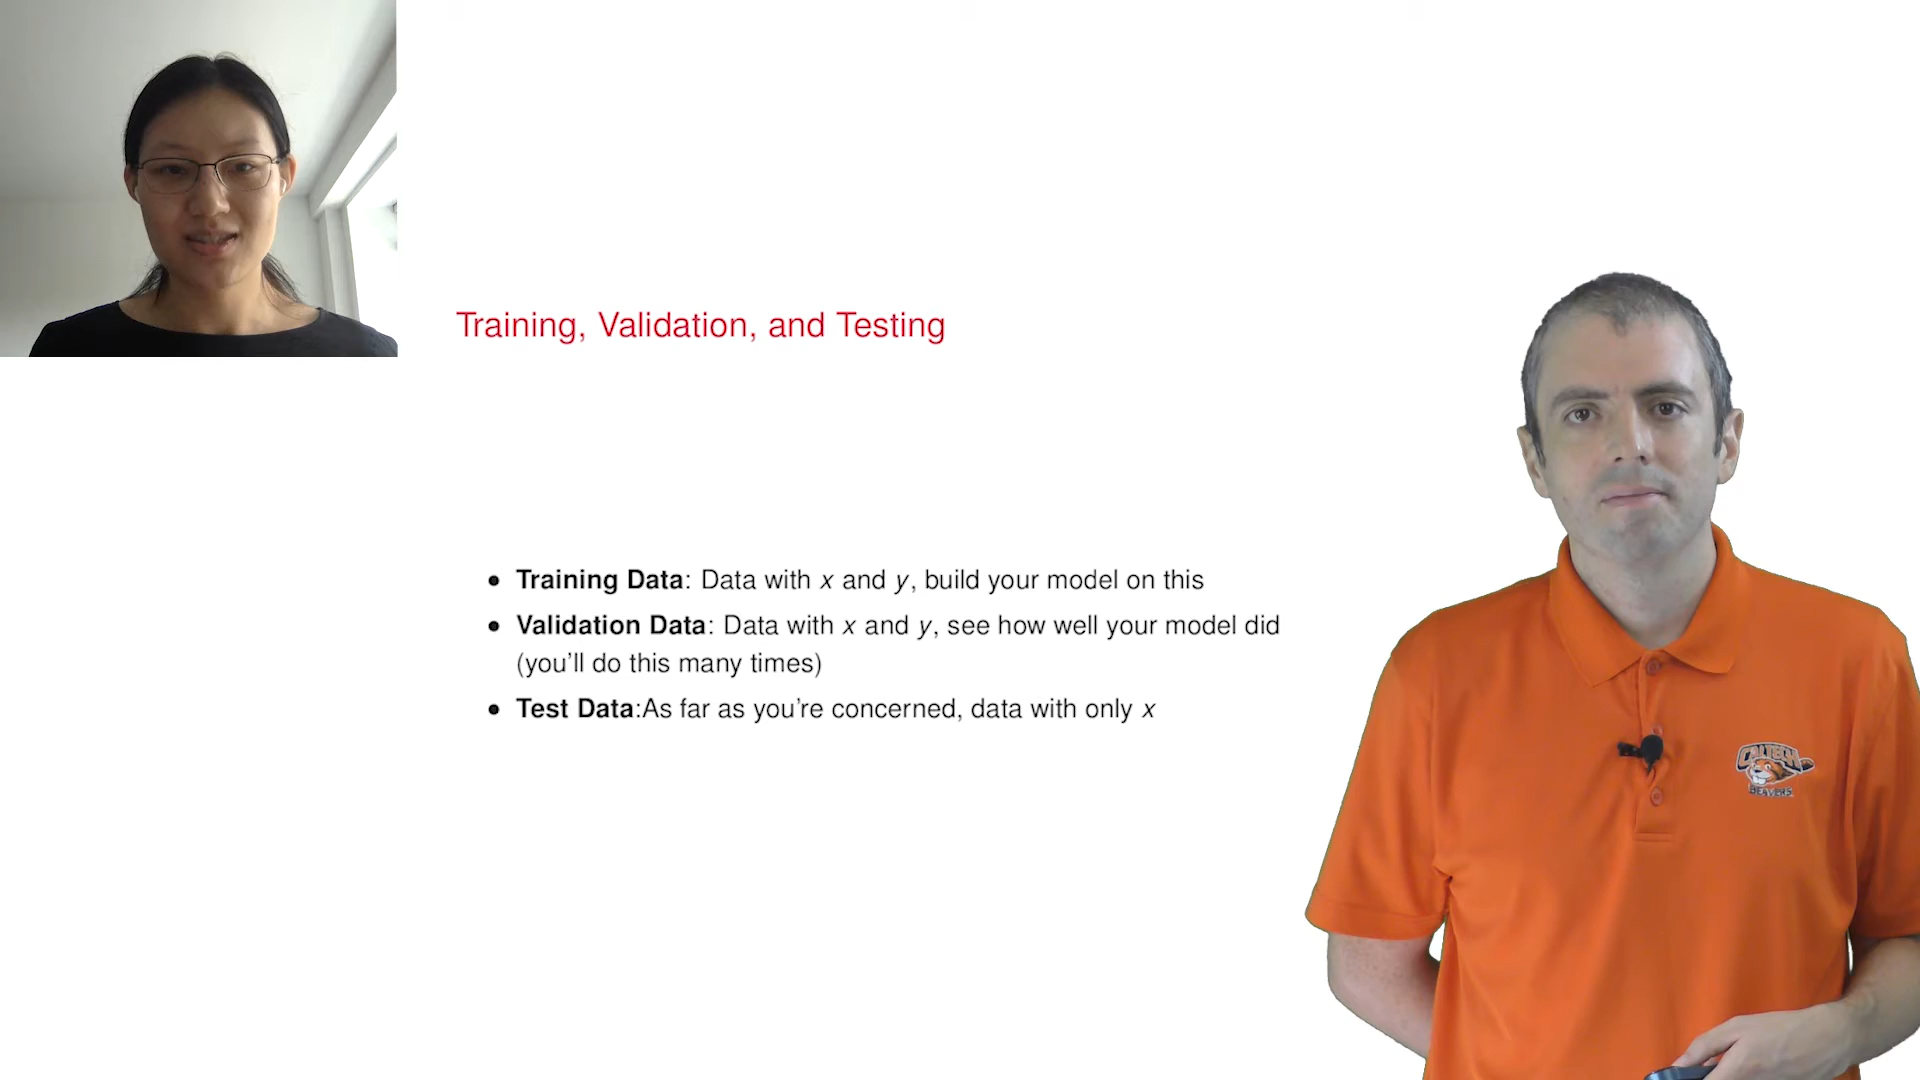 Training, Validation, and Testing
• Training Data: Data with x and y, build your model on this
• Validation Data: Data with x and y, see how well your model did
(you'll do this many times)
• Test Data:As far as you're concerned, data with only x
CALTECH
BEAVERS